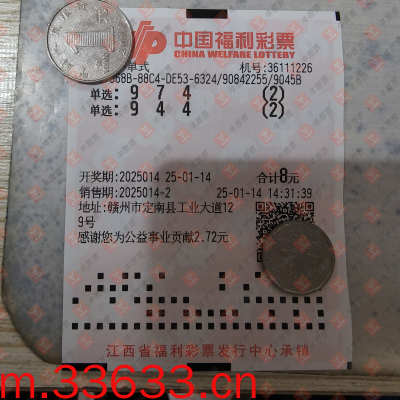 中国福利彩票
CHINA WELFARE LOTTERY
单式 机号:36111226
68B-88C4-DE53-6324/90842255/9045B
单选: 9 7 4 (2)
单选: 9 4 4 (2)
开奖期:2025014 25-01-14 合计8元
销售期:2025014-2 25-01-14 14:31:39
地址:赣州市定南县工业大道12
9号
感谢您为公益事业贡献2.72元
江西省福利彩票发行中心承销
m.33633.cn